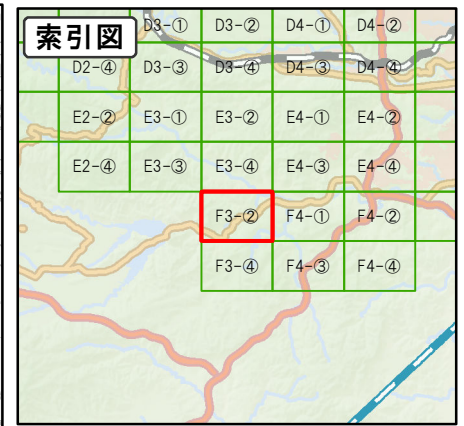 索引図
D3-① D3-② D4-① D4-②
D2-④ D3-③ D3-④ D4-③ D4-④
E2-② E3-① E3-② E4-① E4-②
E2-④ E3-③ E3-④ E4-③ E4-④
F3-② F4-① F4-②
F3-④ F4-③ F4-④